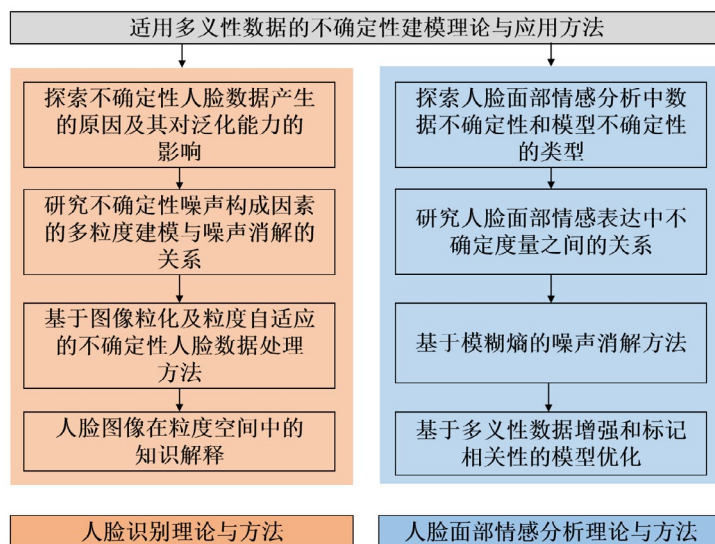 适用多义性数据的不确定性建模理论与应用方法
探索不确定性人脸数据产生
的原因及其对泛化能力的
影响
研究不确定性噪声构成因素
的多粒度建模与噪声消解的
关系
基于图像粒化及粒度自适应
的不确定性人脸数据处理
方法
人脸图像在粒度空间中的
知识解释
人脸识别理论与方法
探索人脸面部情感分析中数
据不确定性和模型不确定性
的类型
研究人脸面部情感表达中不
确定度量之间的关系
基于模糊熵的噪声消解方法
基于多义性数据增强和标记
相关性的模型优化
人脸面部情感分析理论与方法